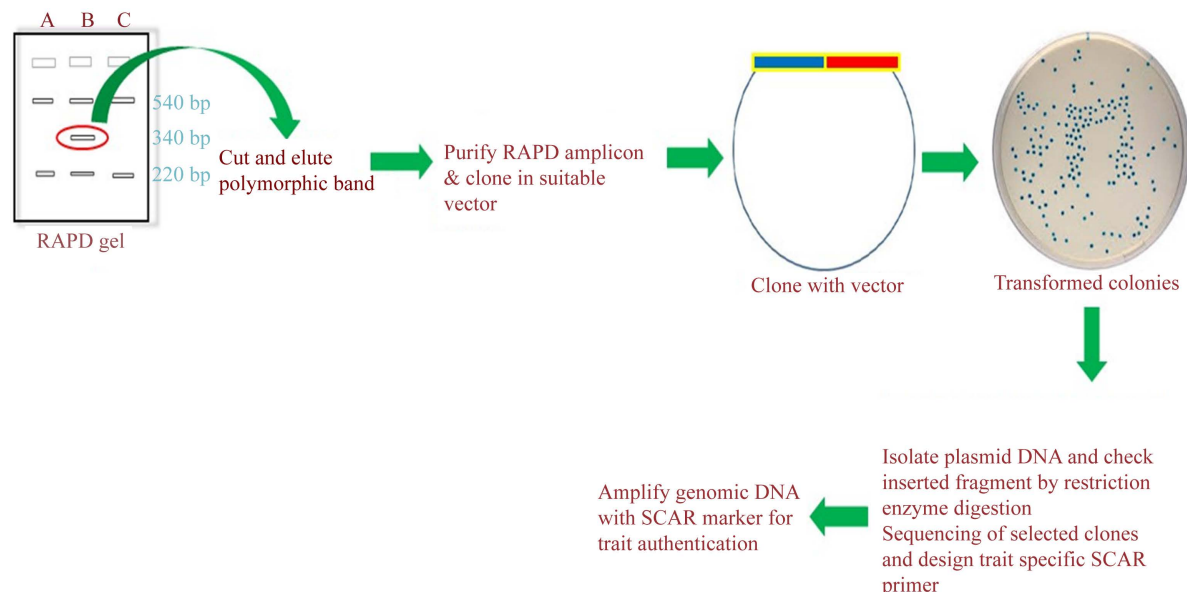 A B C
540 bp
340 bp
220 bp
RAPD gel
Cut and elute
polymorphic band
Purify RAPD amplicon
& clone in suitable
vector
Clone with vector
Transformed colonies
Isolate plasmid DNA and check
inserted fragment by restriction
enzyme digestion
Sequencing of selected clones
and design trait specific SCAR
primer
Amplify genomic DNA
with SCAR marker for
trait authentication